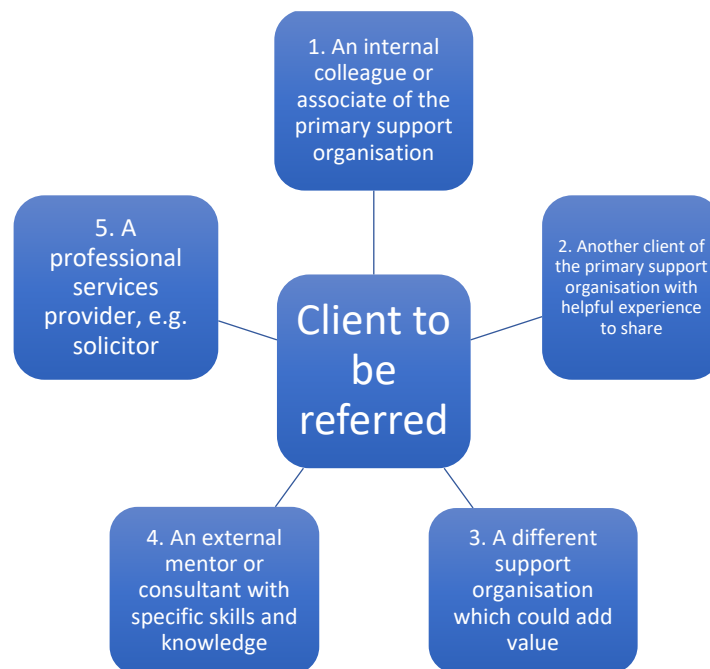 1. An internal
colleague or
associate of the
primary support
organisation
5. A
professional
services
provider, e.g.
solicitor
2. Another client of
the primary support
organisation with
helpful experience
to share
Client to
be
referred
4. An external
mentor or
consultant with
specific skills and
knowledge
3. A different
support
organisation
which could add
value